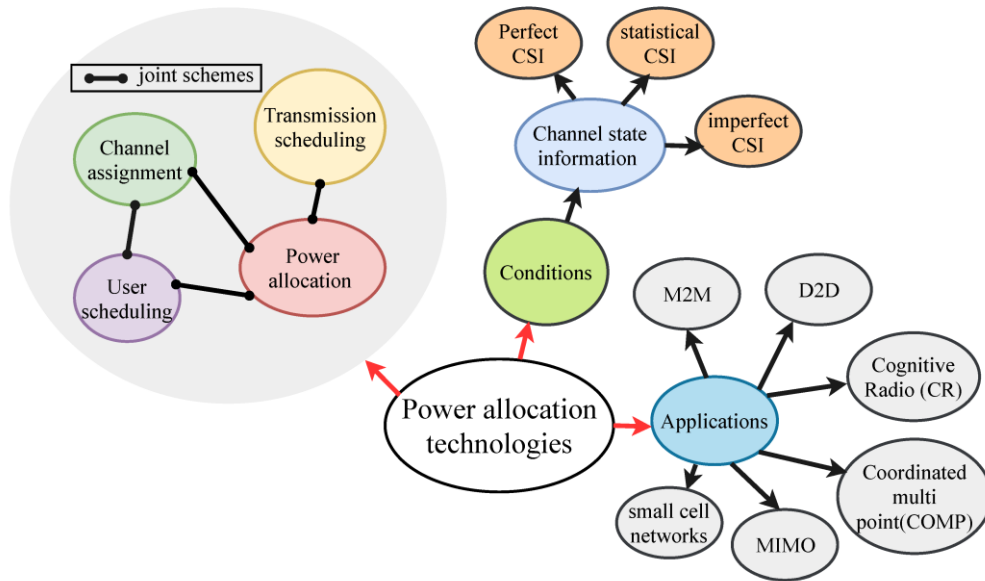 joint schemes
Channel
assignment
Transmission
scheduling
User
scheduling
Power
allocation
Perfect
CSI
statistical
CSI
imperfect
CSI
Channel state
information
Conditions
Power allocation
technologies
Applications
M2M
D2D
Cognitive
Radio (CR)
Coordinated
multi
point(COMP)
MIMO
small cell
networks